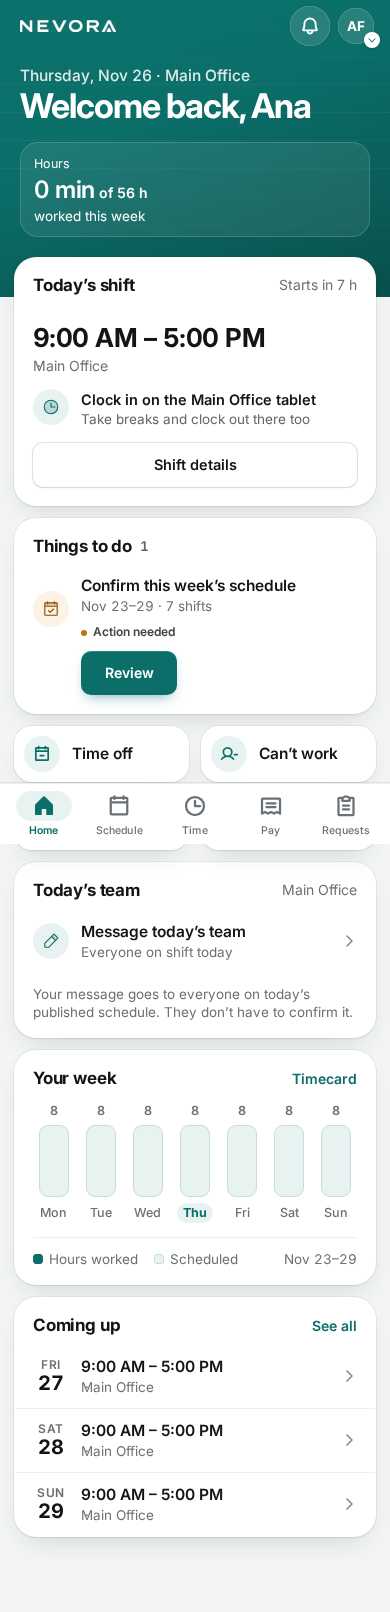 NEVORA
AF
Thursday, Nov 26 · Main Office
Welcome back, Ana
Hours
0 min of 56 h
worked this week
Today’s shift
Starts in 7 h
9:00 AM – 5:00 PM
Main Office
Clock in on the Main Office tablet
Take breaks and clock out there too
Shift details
Things to do 1
Confirm this week’s schedule
Nov 23–29 · 7 shifts
Action needed
Review
Time off
Can’t work
Home
Schedule
Time
Pay
Requests
Today’s team
Main Office
Message today’s team
Everyone on shift today
Your message goes to everyone on today’s
published schedule. They don’t have to confirm it.
Your week
Timecard
8 8 8 8 8 8 8
Mon Tue Wed Thu Fri Sat Sun
Hours worked
Scheduled
Nov 23–29
Coming up
See all
FRI
27
9:00 AM – 5:00 PM
Main Office
SAT
28
9:00 AM – 5:00 PM
Main Office
SUN
29
9:00 AM – 5:00 PM
Main Office